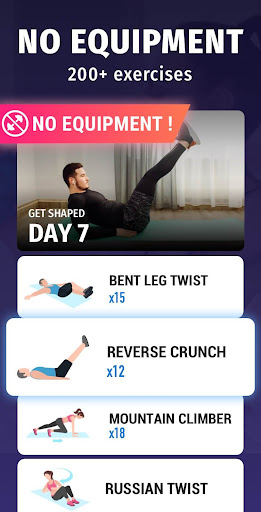 NO EQUIPMENT
200+ exercises
NO EQUIPMENT !
GET SHAPED
DAY 7
BENT LEG TWIST
x15
REVERSE CRUNCH
x12
MOUNTAIN CLIMBER
x18
RUSSIAN TWIST